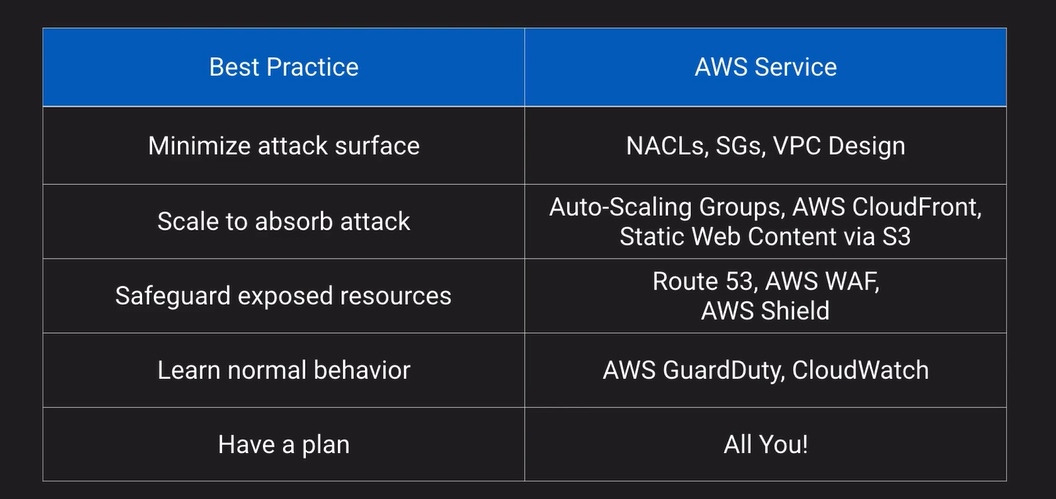 Best Practice
AWS Service
Minimize attack surface
NACLs, SGs, VPC Design
Scale to absorb attack
Auto-Scaling Groups, AWS CloudFront,
Static Web Content via S3
Safeguard exposed resources
Route 53, AWS WAF,
AWS Shield
Learn normal behavior
AWS GuardDuty, CloudWatch
Have a plan
All You!